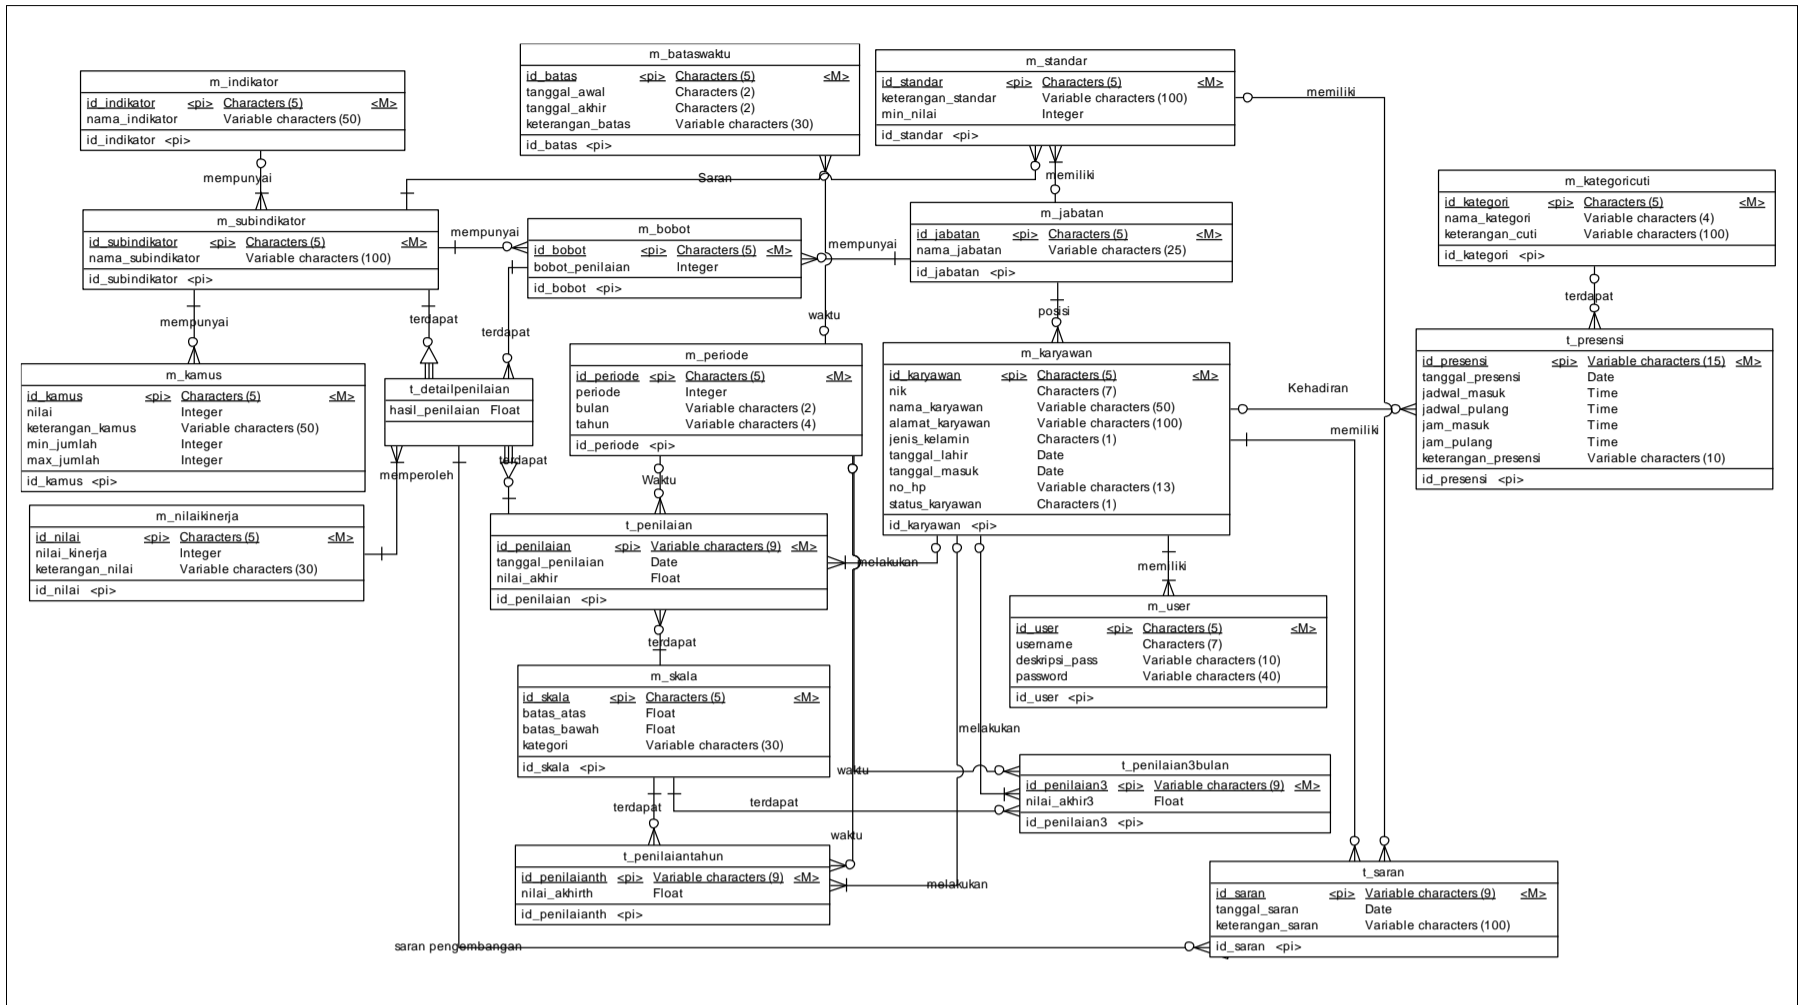 m_bataswaktu
id_batas <pi> Characters (5) <M>
tanggal_awal Characters (2)
tanggal_akhir Characters (2)
keterangan_batas Variable characters (30)
id_batas <pi>
m_standar
id_standar <pi> Characters (5) <M>
keterangan_standar Variable characters (100)
min_nilai Integer
id_standar <pi>
memiliki
m_indikator
id_indikator <pi> Characters (5) <M>
nama_indikator Variable characters (50)
id_indikator <pi>
mempunyai
Saran
memiliki
m_kategoricuti
id_kategori <pi> Characters (5) <M>
nama_kategori Variable characters (4)
keterangan_cuti Variable characters (100)
id_kategori <pi>
terdapat
m_subindikator
id_subindikator <pi> Characters (5) <M>
nama_subindikator Variable characters (100)
id_subindikator <pi>
mempunyai
m_bobot
id_bobot <pi> Characters (5) <M>
bobot_penilaian Integer
id_bobot <pi>
mempunyai
m_jabatan
id_jabatan <pi> Characters (5) <M>
nama_jabatan Variable characters (25)
id_jabatan <pi>
mempunyai
terdapat
terdapat
waktu
posisi
m_kamus
id_kamus <pi> Characters (5) <M>
nilai Integer
keterangan_kamus Variable characters (50)
min_jumlah Integer
max_jumlah Integer
id_kamus <pi>
t_detailpenilaian
hasil_penilaian Float
memperoleh
terdapat
m_periode
id_periode <pi> Characters (5) <M>
periode Integer
bulan Variable characters (2)
tahun Variable characters (4)
id_periode <pi>
Waktu
m_karyawan
id_karyawan <pi> Characters (5) <M>
nik Characters (7)
nama_karyawan Variable characters (50)
alamat_karyawan Variable characters (100)
jenis_kelamin Characters (1)
tanggal_lahir Date
tanggal_masuk Date
no_hp Variable characters (13)
status_karyawan Characters (1)
id_karyawan <pi>
Kehadiran
memiliki
t_presensi
id_presensi <pi> Variable characters (15) <M>
tanggal_presensi Date
jadwal_masuk Time
jadwal_pulang Time
jam_masuk Time
jam_pulang Time
keterangan_presensi Variable characters (10)
id_presensi <pi>
m_nilaikinerja
id_nilai <pi> Characters (5) <M>
nilai_kinerja Integer
keterangan_nilai Variable characters (30)
id_nilai <pi>
t_penilaian
id_penilaian <pi> Variable characters (9) <M>
tanggal_penilaian Date
nilai_akhir Float
id_penilaian <pi>
melakukan
memiliki
terdapat
m_user
id_user <pi> Characters (5) <M>
username Characters (7)
deskripsi_pass Variable characters (10)
password Variable characters (40)
id_user <pi>
m_skala
id_skala <pi> Characters (5) <M>
batas_atas Float
batas_bawah Float
kategori Variable characters (30)
id_skala <pi>
melakukan
waktu
terdapat
terdapat
t_penilaian3bulan
id_penilaian3 <pi> Variable characters (9) <M>
nilai_akhir3 Float
id_penilaian3 <pi>
waktu
t_penilaiantahun
id_penilaianth <pi> Variable characters (9) <M>
nilai_akhirth Float
id_penilaianth <pi>
melakukan
t_saran
id_saran <pi> Variable characters (9) <M>
tanggal_saran Date
keterangan_saran Variable characters (100)
id_saran <pi>
saran pengembangan